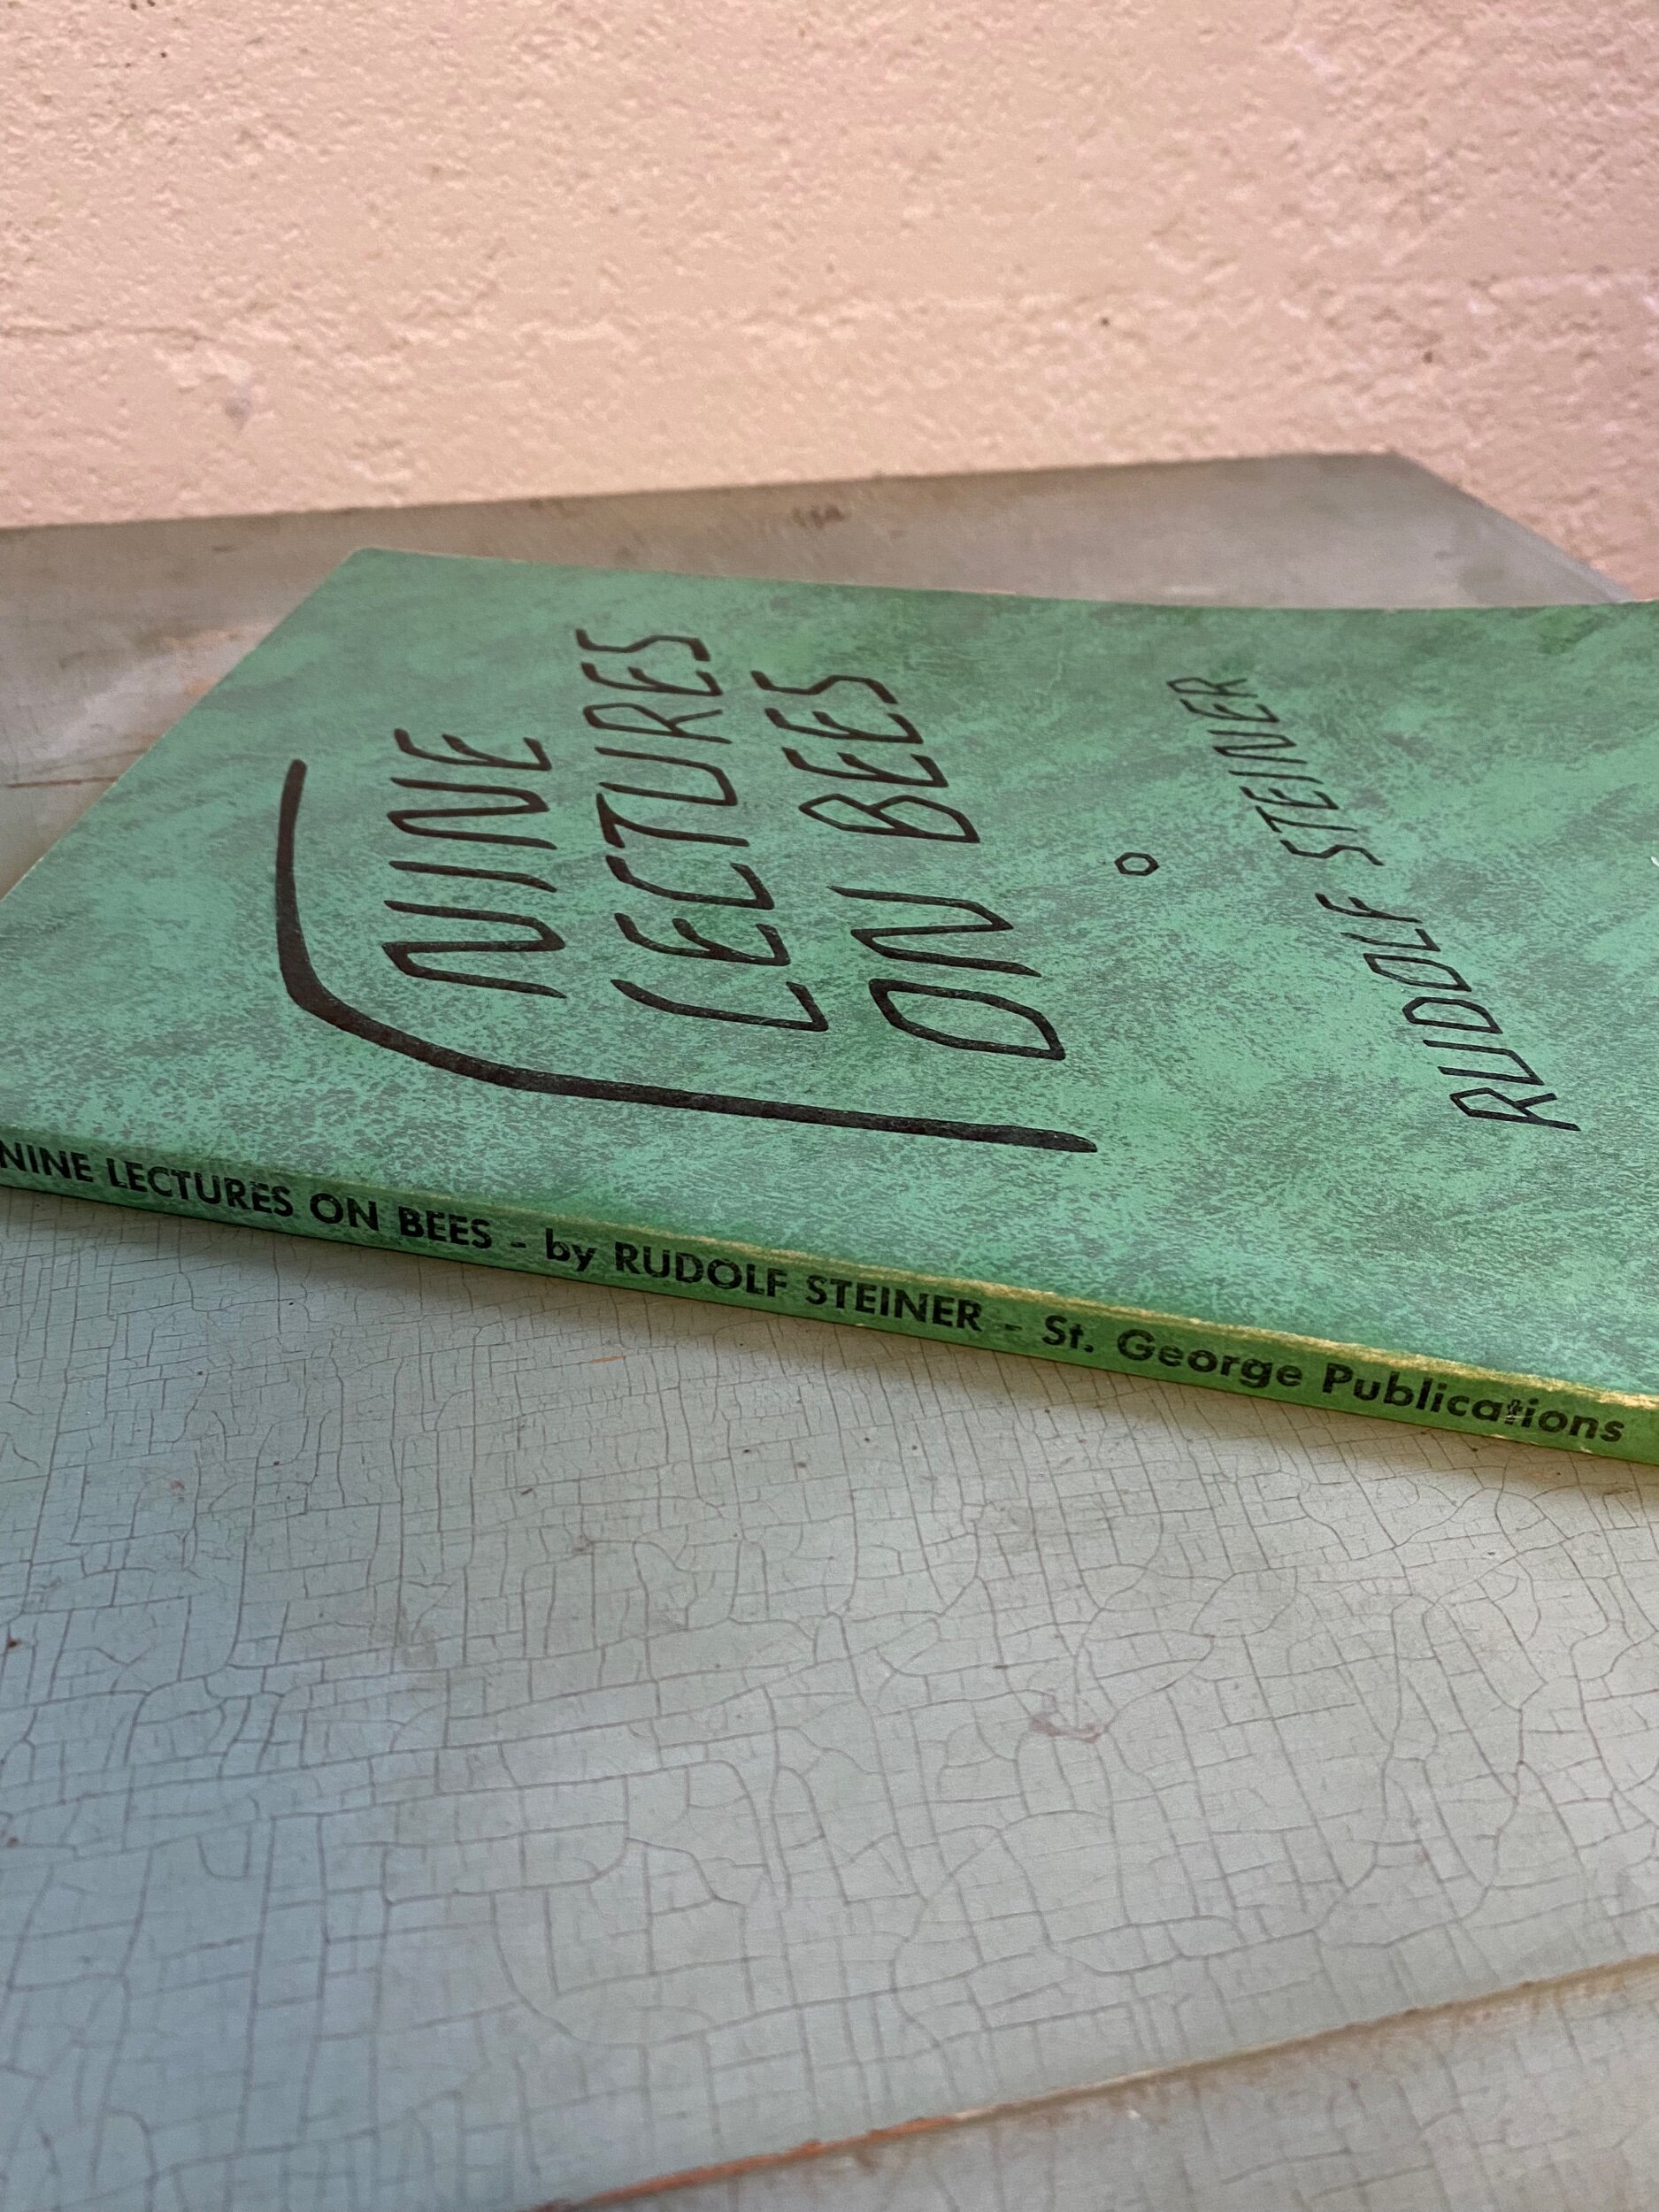 NINE
LECTURES
ON BEES
RUDOLF STEINER
NINE LECTURES ON BEES - by RUDOLF STEINER - St. George Publications